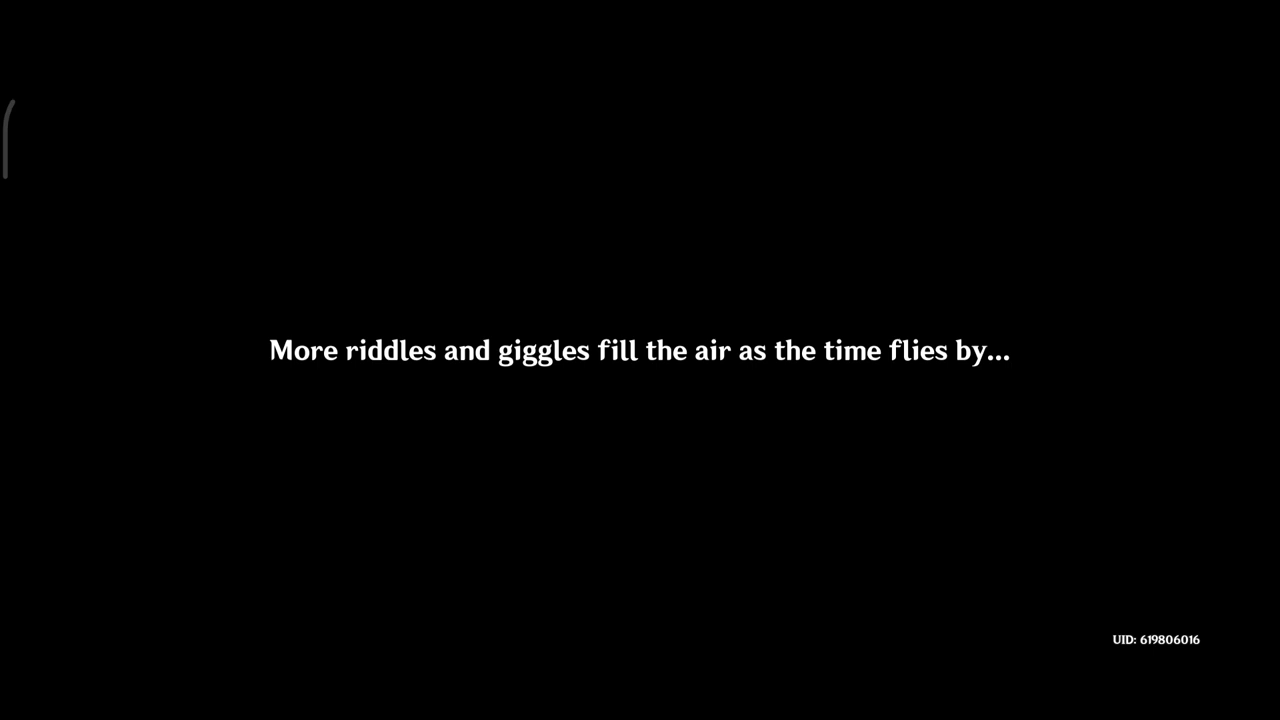 More riddles and giggles fill the air as the time flies by...
UID: 619806016